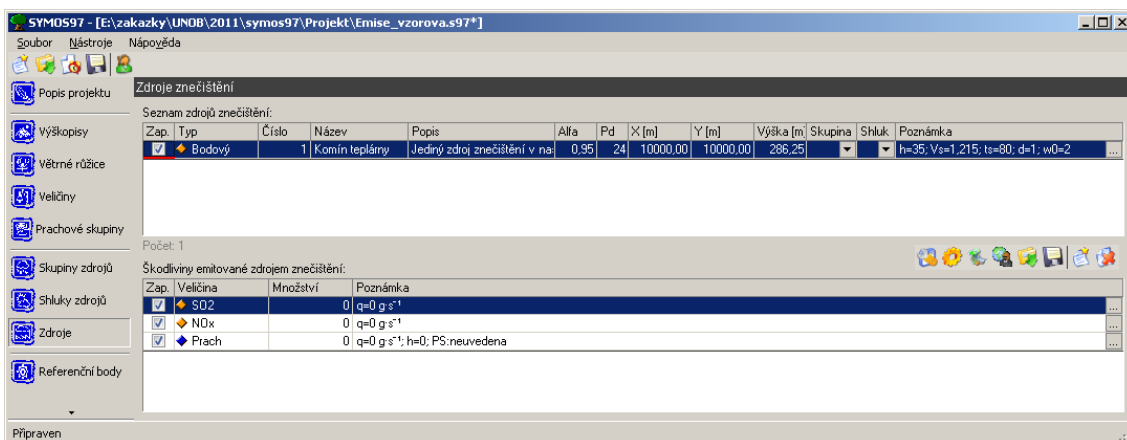 SYMOS97 - [E:\zakazky\UNOB\2011\symos97\Projekt\Emise_vzorova.s97*]
Soubor Nástroje Nápověda
Popis projektu
Výškopisy
Větrné růžice
Veličiny
Prachové skupiny
Skupiny zdrojů
Shluky zdrojů
Zdroje
Referenční body
Zdroje znečištění
Seznam zdrojů znečištění:
Zap. Typ Číslo Název Popis Alfa Pd X [m] Y [m] Výška [m] Skupina Shluk Poznámka
Bodový 1 Komín teplárny Jediný zdroj znečištění v na 0,95 24 10000,00 10000,00 286,25 h=35; Vs=1,215; ts=80; d=1; w0=2 ...
Počet: 1
Škodliviny emitované zdrojem znečištění:
Zap. Veličina Množství Poznámka
SO2 0 q=0 g·s⁻¹ ...
NOx 0 q=0 g·s⁻¹ ...
Prach 0 q=0 g·s⁻¹; h=0; PS:neuvedena ...
Připraven